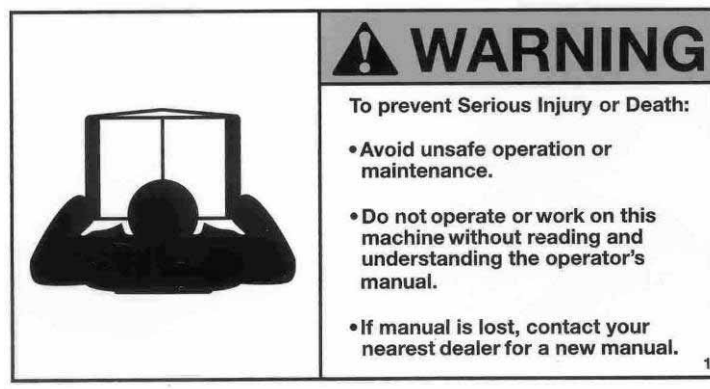 WARNING
To prevent Serious Injury or Death:
•Avoid unsafe operation or
maintenance.
•Do not operate or work on this
machine without reading and
understanding the operator's
manual.
•If manual is lost, contact your
nearest dealer for a new manual.
1